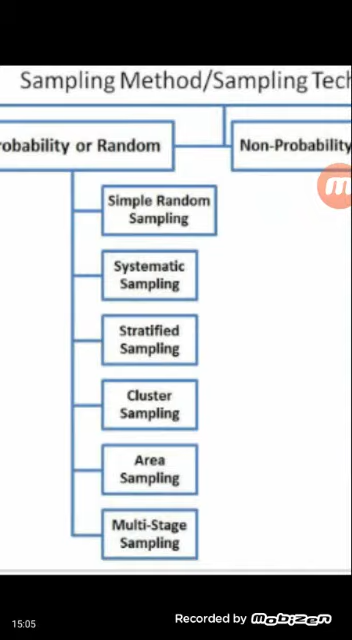 Sampling Method/Sampling Tech
robability or Random
Non-Probability
Simple Random
Sampling
Systematic
Sampling
Stratified
Sampling
Cluster
Sampling
Area
Sampling
Multi-Stage
Sampling
15:05
Recorded by Mobizen